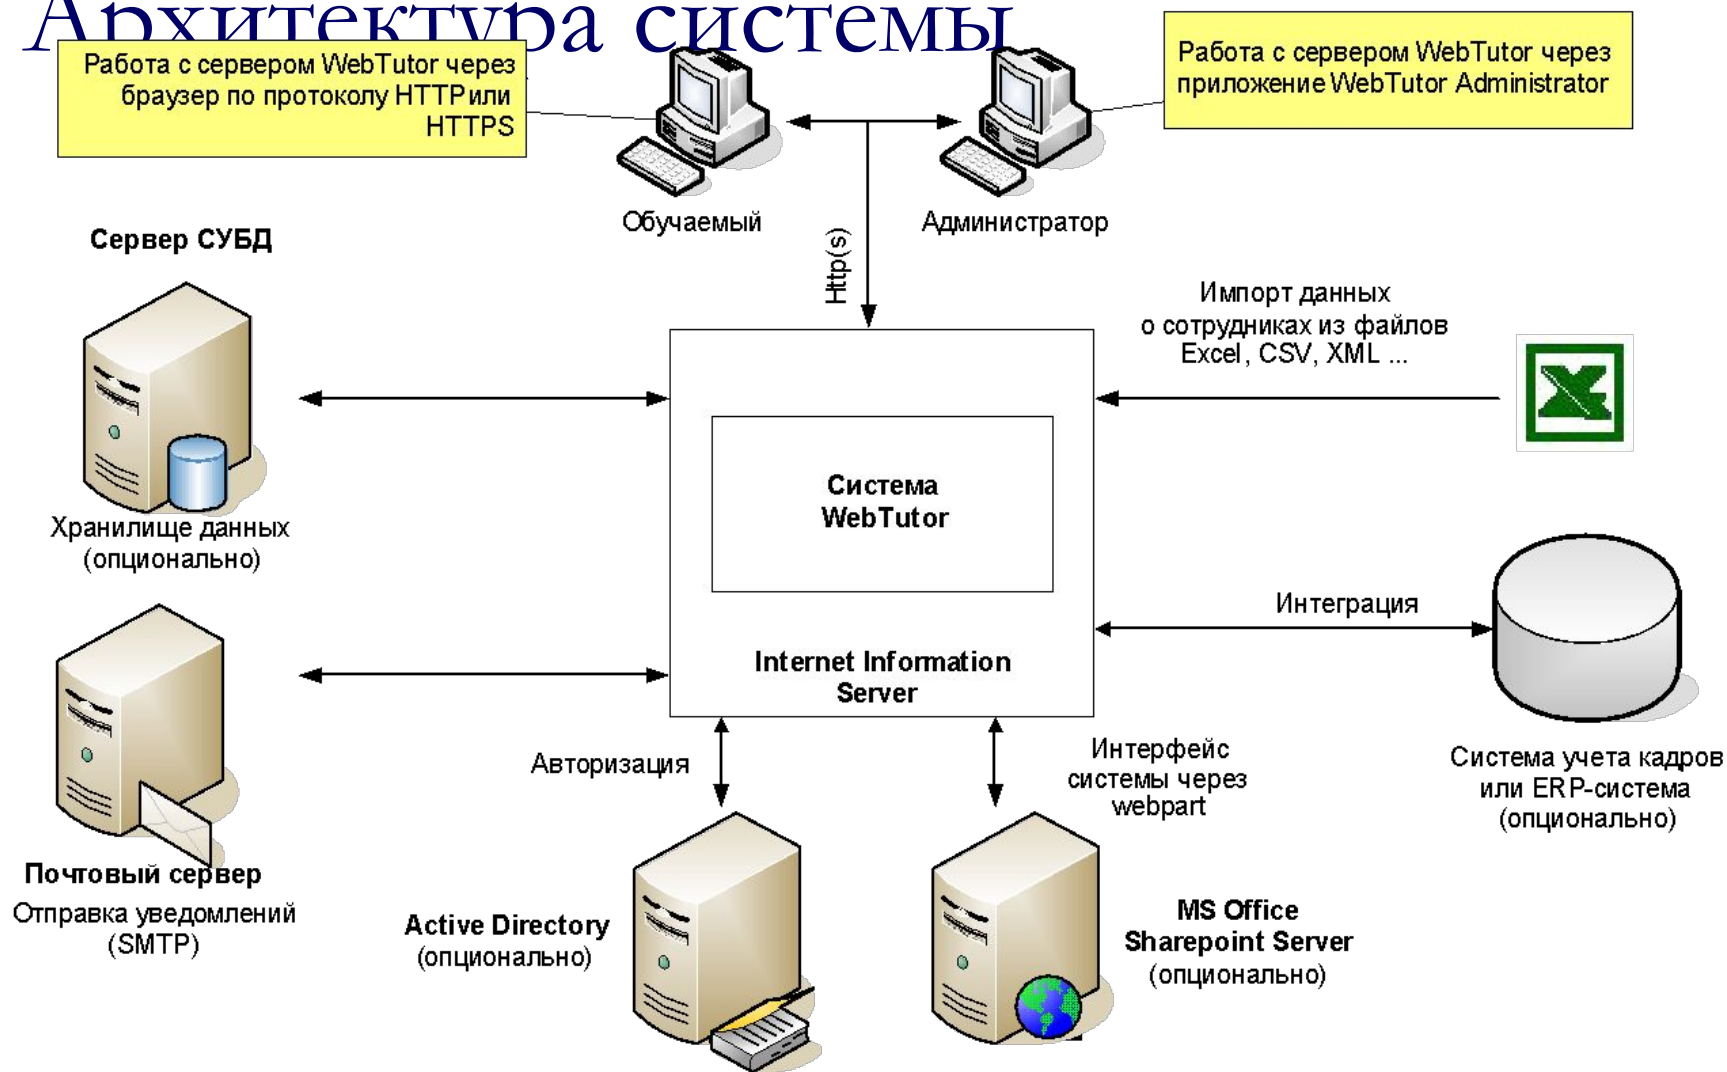 Архитектура системы
Работа с сервером WebTutor через
браузер по протоколу HTTP или
HTTPS
Работа с сервером WebTutor через
приложение WebTutor Administrator
Обучаемый
Администратор
Http(s)
Сервер СУБД
Хранилище данных
(опционально)
Импорт данных
о сотрудниках из файлов
Excel, CSV, XML ...
Система
WebTutor
Internet Information
Server
Интеграция
Система учета кадров
или ERP-система
(опционально)
Почтовый сервер
Отправка уведомлений
(SMTP)
Авторизация
Интерфейс
системы через
webpart
Active Directory
(опционально)
MS Office
Sharepoint Server
(опционально)